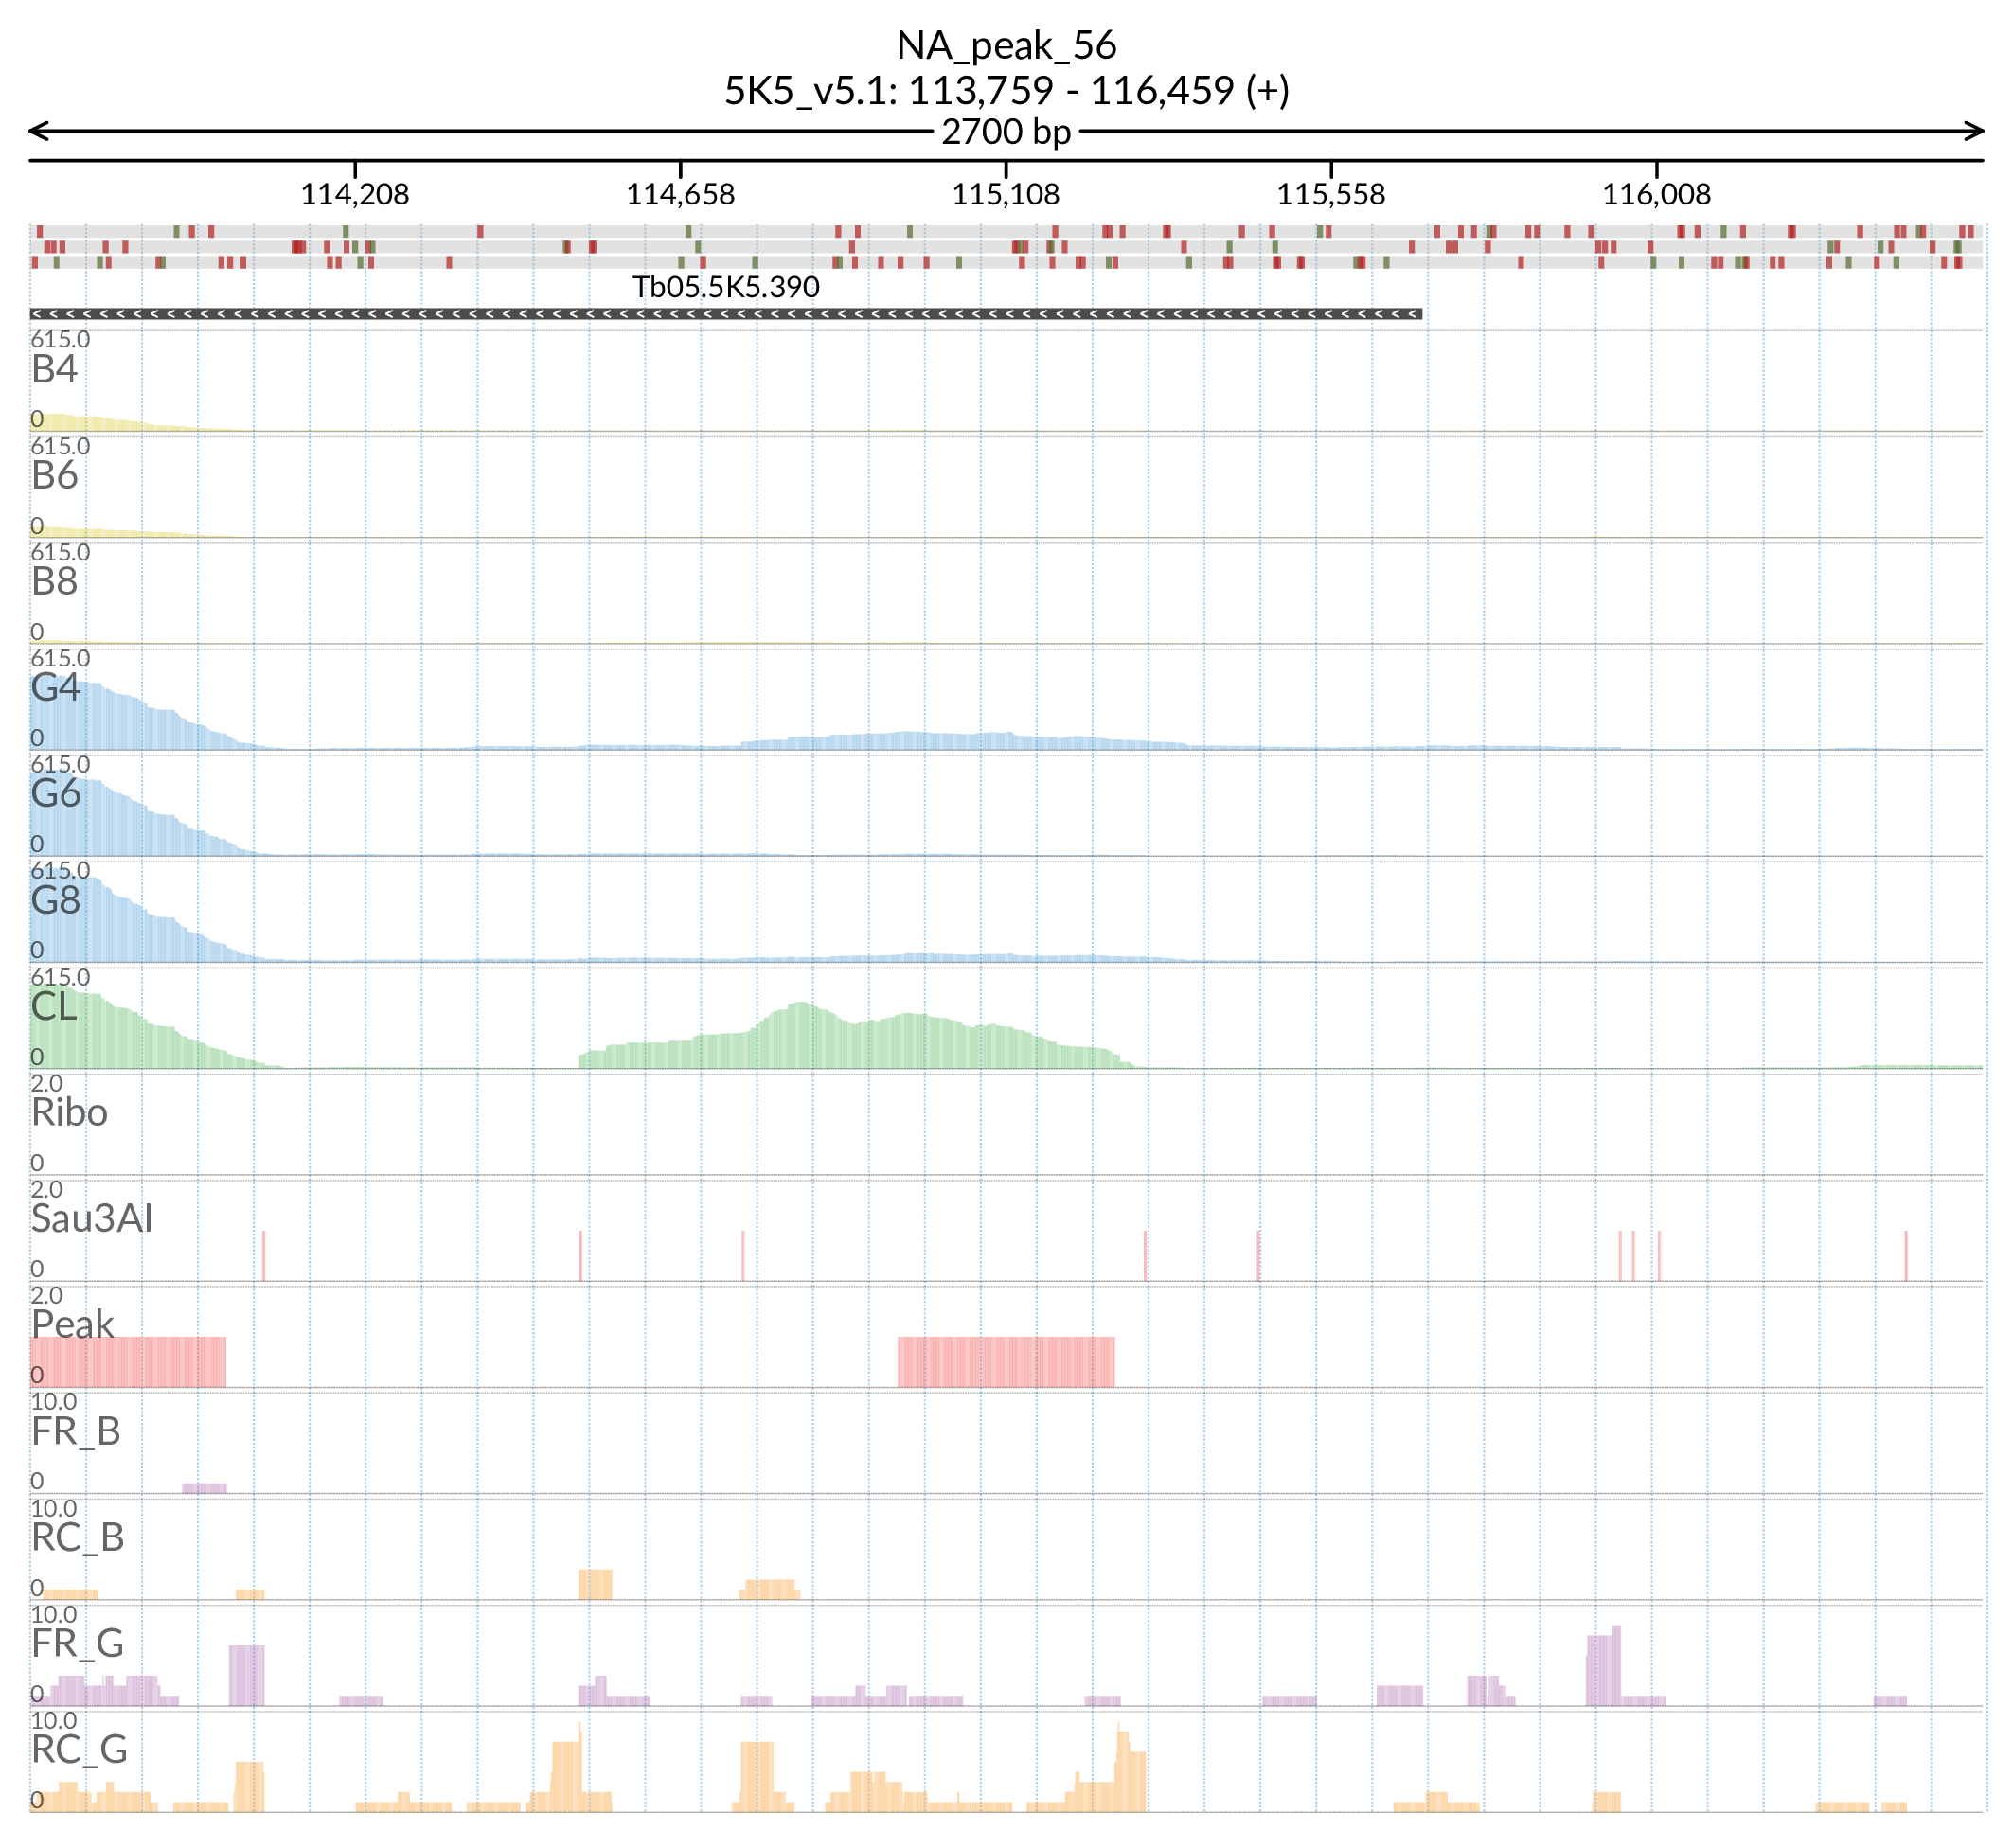 NA_peak_56
5K5_v5.1: 113,759 - 116,459 (+)
2700 bp
114,208 114,658 115,108 115,558 116,008
Tb05.5K5.390
615.0
B4
0
615.0
B6
0
615.0
B8
0
615.0
G4
0
615.0
G6
0
615.0
G8
0
615.0
CL
0
2.0
Ribo
0
2.0
Sau3AI
0
2.0
Peak
0
10.0
FR_B
0
10.0
RC_B
0
10.0
FR_G
0
10.0
RC_G
0